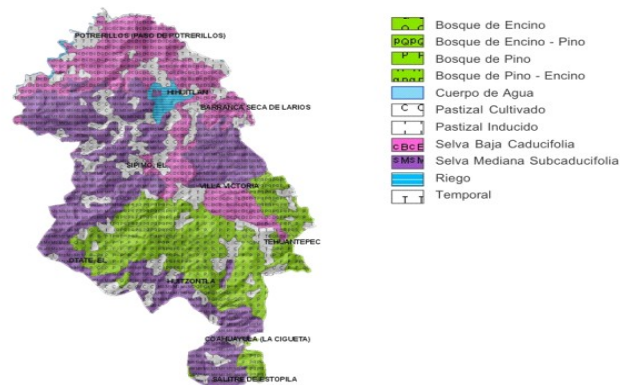 POTRERILLOS (PASO DE POTRERILLOS)
HIHUITLAN
BARRANCA SECA DE LARIOS
SIPIMO, EL
VILLA VICTORIA
TEHUANTEPEC
OTATE, EL
HUITZONTLA
COAHUAYULA (LA CIGUETA)
SALITRE DE ESTOPILA
Bosque de Encino
Bosque de Encino - Pino
Bosque de Pino
Bosque de Pino - Encino
Cuerpo de Agua
Pastizal Cultivado
Pastizal Inducido
Selva Baja Caducifolia
Selva Mediana Subcaducifolia
Riego
Temporal